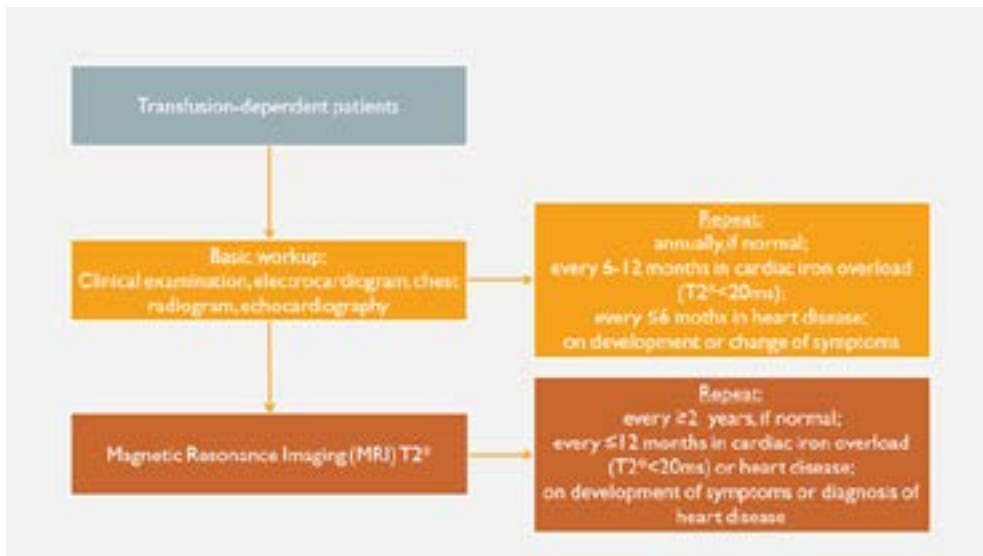 Transfusion-dependent patients
Basic workup:
Clinical examination, electrocardiogram, chest
radiogram, echocardiography
Repeat:
annually, if normal;
every 6-12 months in cardiac iron overload
(T2*<20ms);
every ≤6 moths in heart disease;
on development or change of symptoms
Magnetic Resonance Imaging (MRI) T2*
Repeat:
every ≥2 years, if normal;
every ≤12 months in cardiac iron overload
(T2*<20ms) or heart disease;
on development of symptoms or diagnosis of
heart disease